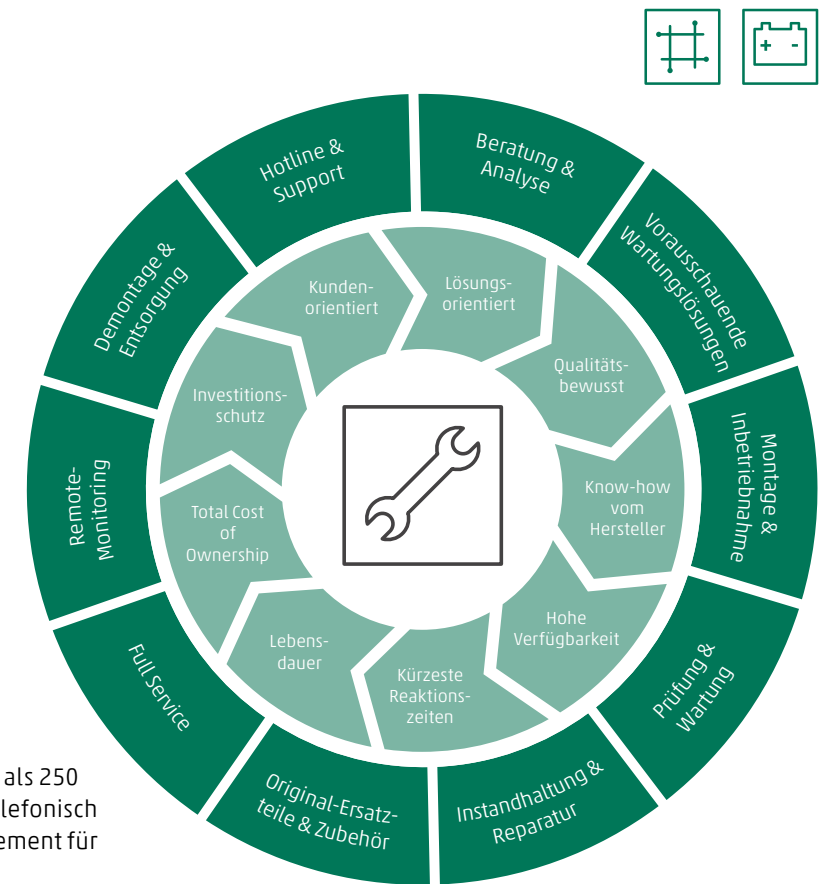 + -
Hotline &
Support
Beratung &
Analyse
Vorausschauende
Wartungslösungen
Montage &
Inbetriebnahme
Prüfung &
Wartung
Instandhaltung &
Reparatur
Original-Ersatz-
teile & Zubehör
Full Service
Remote-
Monitoring
Demontage &
Entsorgung
Kunden-
orientiert
Lösungs-
orientiert
Qualitäts-
bewusst
Know-how
vom
Hersteller
Hohe
Verfügbarkeit
Kürzeste
Reaktions-
zeiten
Lebens-
dauer
Total Cost
of
Ownership
Investitions-
schutz
als 250
lefonisch
ement für